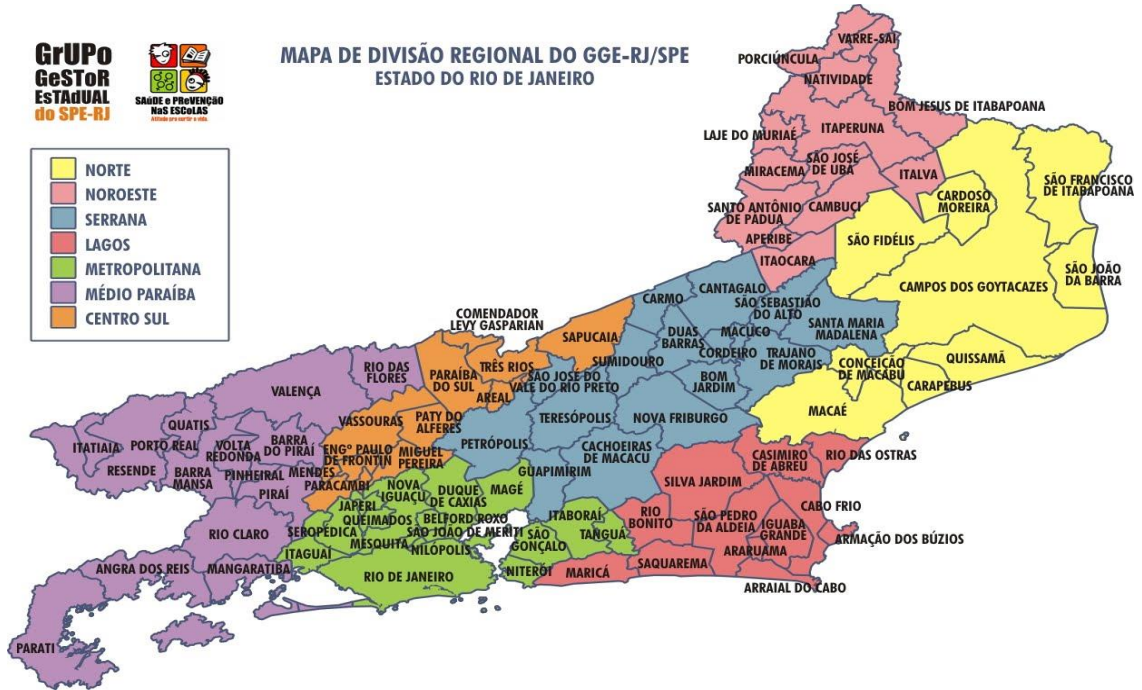 GrUPo
GeSToR
EsTAdUAL
do SPE-RJ
SAúDE e PReVENÇÃO
NaS ESCoLAS
Atitude pra curtir a vida.
MAPA DE DIVISÃO REGIONAL DO GGE-RJ/SPE
ESTADO DO RIO DE JANEIRO
NORTE
NOROESTE
SERRANA
LAGOS
METROPOLITANA
MÉDIO PARAÍBA
CENTRO SUL
VARRE-SAI
PORCIÚNCULA
NATIVIDADE
BOM JESUS DE ITABAPOANA
ITAPERUNA
LAJE DO MURIAÉ
SÃO JOSÉ
DE UBA
MIRACEMA
ITALVA
SÃO FRANCISCO
DE ITABAPOANA
CARDOSO
MOREIRA
SANTO ANTÔNIO
DE PADUA
CAMBUCI
APERIBE
SÃO FIDÉLIS
ITAOCARA
SÃO JOÃO
DA BARRA
CAMPOS DOS GOYTACAZES
CANTAGALO
CARMO
SÃO SEBASTIÃO
DO ALTO
COMENDADOR
LEVY GASPARIAN
SAPUCAIA
DUAS
BARRAS
MACUCO
SANTA MARIA
MADALENA
CORDEIRO
SUMIDOURO
TRAJANO
DE MORAIS
CONCEIÇÃO
DE MACABU
QUISSAMÃ
CARAPEBUS
RIO DAS
FLORES
PARAÍBA
DO SUL
TRÊS RIOS
SÃO JOSÉ DO
VALE DO RIO PRETO
BOM
JARDIM
VALENÇA
AREAL
MACAÉ
VASSOURAS
PATY DO
ALFERES
TERESÓPOLIS
NOVA FRIBURGO
QUATIS
ITATIAIA
PORTO REAL
VOLTA
REDONDA
BARRA
DO PIRAÍ
PETRÓPOLIS
CACHOEIRAS
DE MACACU
ENGº PAULO
DE FRONTIN
MIGUEL
PEREIRA
CASIMIRO
DE ABREU
RIO DAS OSTRAS
RESENDE
BARRA
MANSA
PINHEIRAL
MENDES
PARACAMBI
GUAPIMIRIM
SILVA JARDIM
PIRAÍ
NOVA
IGUAÇU
DUQUE
DE CAXIAS
MAGÉ
JAPERI
CABO FRIO
RIO
BONITO
SÃO PEDRO
DA ALDEIA
IGUABA
GRANDE
ITABORAÍ
QUEIMADOS
BELFORD ROXO
SEROPÉDICA
SÃO JOÃO DE MERITI
RIO CLARO
SÃO
GONÇALO
TANGUA
ARMAÇÃO DOS BÚZIOS
MESQUITA
NILÓPOLIS
ITAGUAÍ
ARARUAMA
SAQUAREMA
ANGRA DOS REIS
MANGARATIBA
RIO DE JANEIRO
NITERÓI
MARICÁ
ARRAIAL DO CABO
PARATI